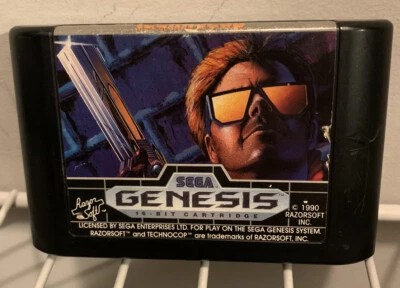 SEGA
GENESIS
16-BIT CARTRIDGE
Razor
Soft
© 1990
RAZORSOFT
INC.
LICENSED BY SEGA ENTERPRISES LTD. FOR PLAY ON THE SEGA GENESIS SYSTEM.
RAZORSOFT™ and TECHNOCOP™ are trademarks of RAZORSOFT, INC.